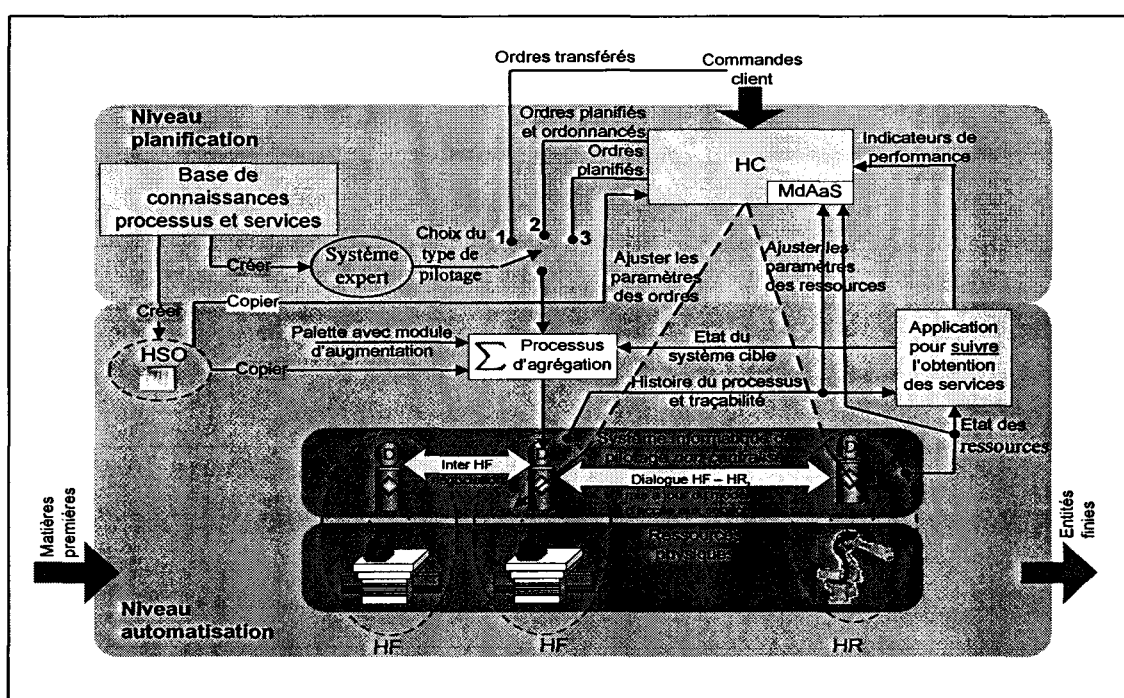 Ordres transférés
Commandes
client
Niveau
planification
Ordres planifiés
et ordonnancés
Ordres
planifiés
Indicateurs de
performance
HC
MdAaS
Base de
connaissances
processus et services
1
2
3
Choix du
type de
pilotage
Créer
Système
expert
Ajuster les
paramètres
des ordres
Ajuster les
paramètres
des ressources
Créer
Copier
HSO
Palette avec module
d'augmentation
Copier
Σ Processus
d'agrégation
Etat du
système cible
Application
pour suivre
l'obtention
des services
Histoire du processus
et traçabilité
Etat des
ressources
Système informatique de
pilotage
D
D
D
Inter HF
Dialogue HF – HR,
Ressources
physiques
Matières
premières
Entités
finies
Niveau
automatisation
HF
HF
HR